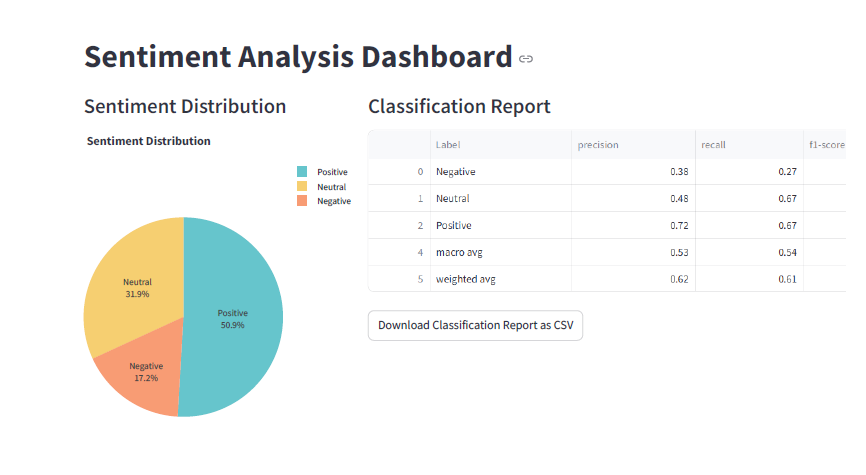 Sentiment Analysis Dashboard
Sentiment Distribution
Sentiment Distribution
Positive
Neutral
Negative
Neutral
31.9%
Positive
50.9%
Negative
17.2%
Classification Report
Label precision recall f1-score
0 Negative 0.38 0.27
1 Neutral 0.48 0.67
2 Positive 0.72 0.67
4 macro avg 0.53 0.54
5 weighted avg 0.62 0.61
Download Classification Report as CSV